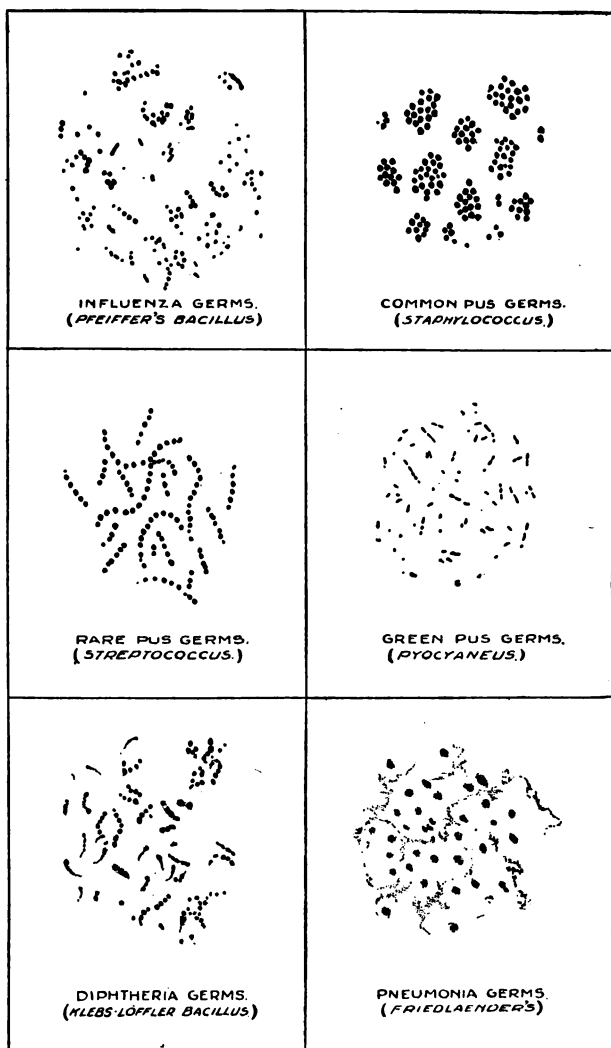 INFLUENZA GERMS.
(PFEIFFER'S BACILLUS)
COMMON PUS GERMS.
(STAPHYLOCOCCUS.)
RARE PUS GERMS.
(STREPTOCOCCUS.)
GREEN PUS GERMS.
(PYOCYANEUS.)
DIPHTHERIA GERMS.
(KLEBS-LÖFFLER BACILLUS.)
PNEUMONIA GERMS.
(FRIEDLAENDER'S)